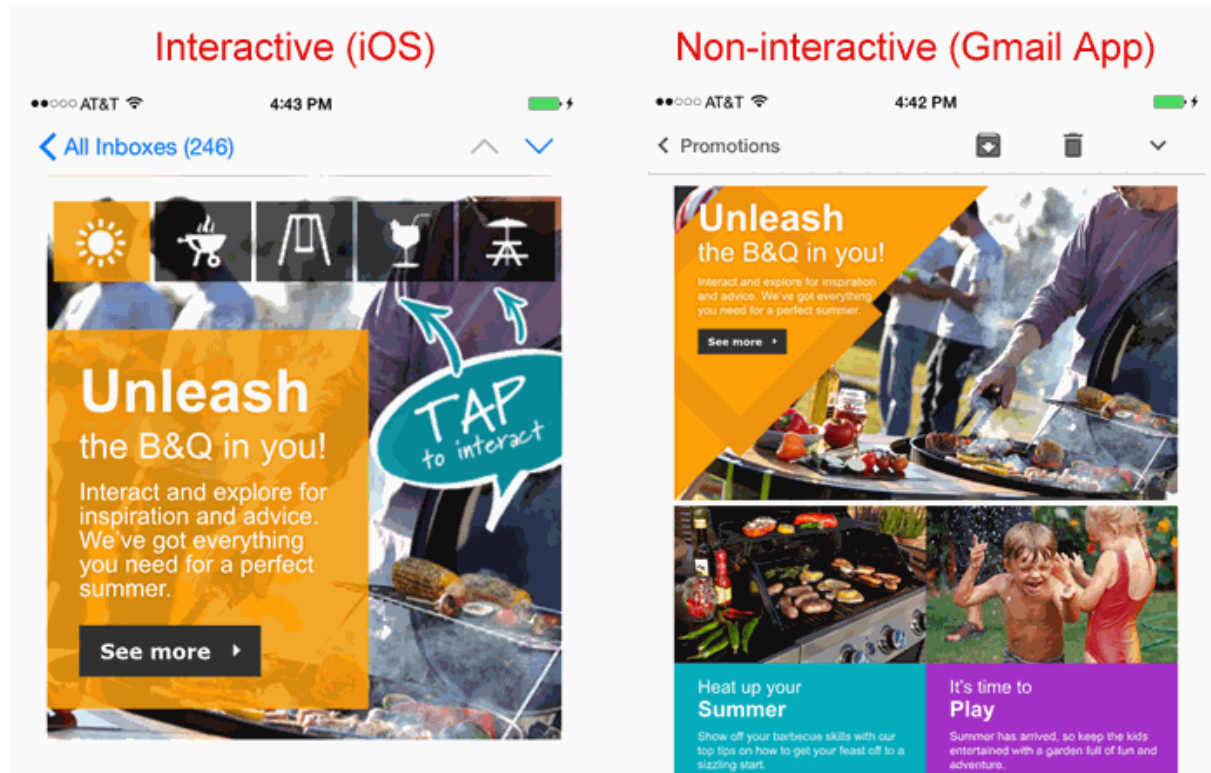 Interactive (iOS)
AT&T
4:43 PM
All Inboxes (246)
Unleash
the B&Q in you!
Interact and explore for
inspiration and advice.
We've got everything
you need for a perfect
summer.
See more
TAP
to interact
Non-interactive (Gmail App)
AT&T
4:42 PM
Promotions
Unleash
the B&Q in you!
Interact and explore for inspiration
and advice. We've got everything
you need for a perfect summer.
See more
Heat up your
Summer
Show off your barbecue skills with our
top tips on how to get your feast off to a
sizzling start.
It's time to
Play
Summer has arrived, so keep the kids
entertained with a garden full of fun and
adventure.